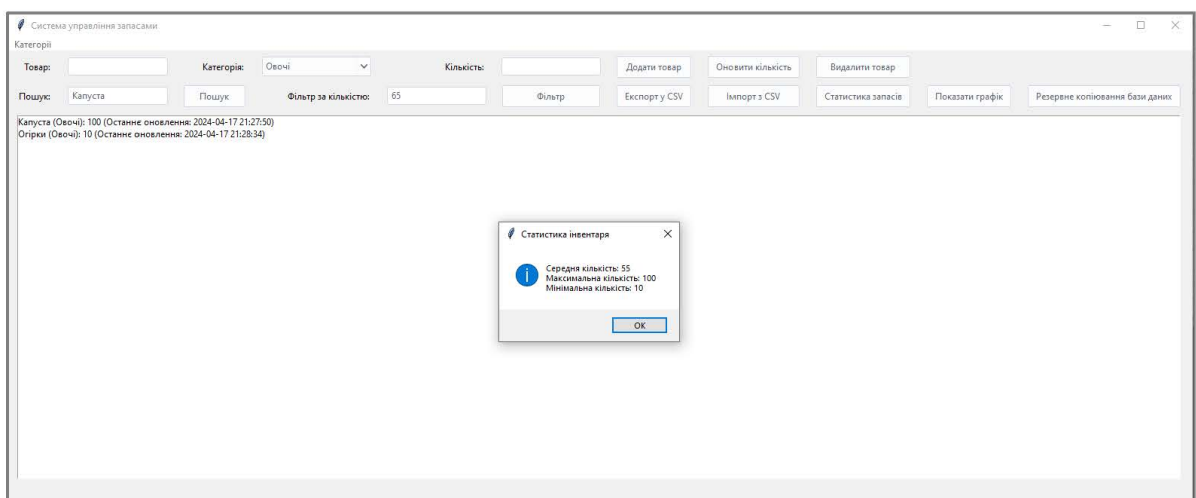 Система управління запасами
Категорії
Товар: Категорія: Овочі Кількість: Додати товар Оновити кількість Видалити товар
Пошук: Капуста Пошук Фільтр за кількістю: 65 Фільтр Експорт у CSV Імпорт з CSV Статистика запасів Показати графік Резервне копіювання бази даних
Капуста (Овочі): 100 (Останнє оновлення: 2024-04-17 21:27:50)
Огірки (Овочі): 10 (Останнє оновлення: 2024-04-17 21:28:34)
Статистика інвентаря
Середня кількість: 55
Максимальна кількість: 100
Мінімальна кількість: 10
OK